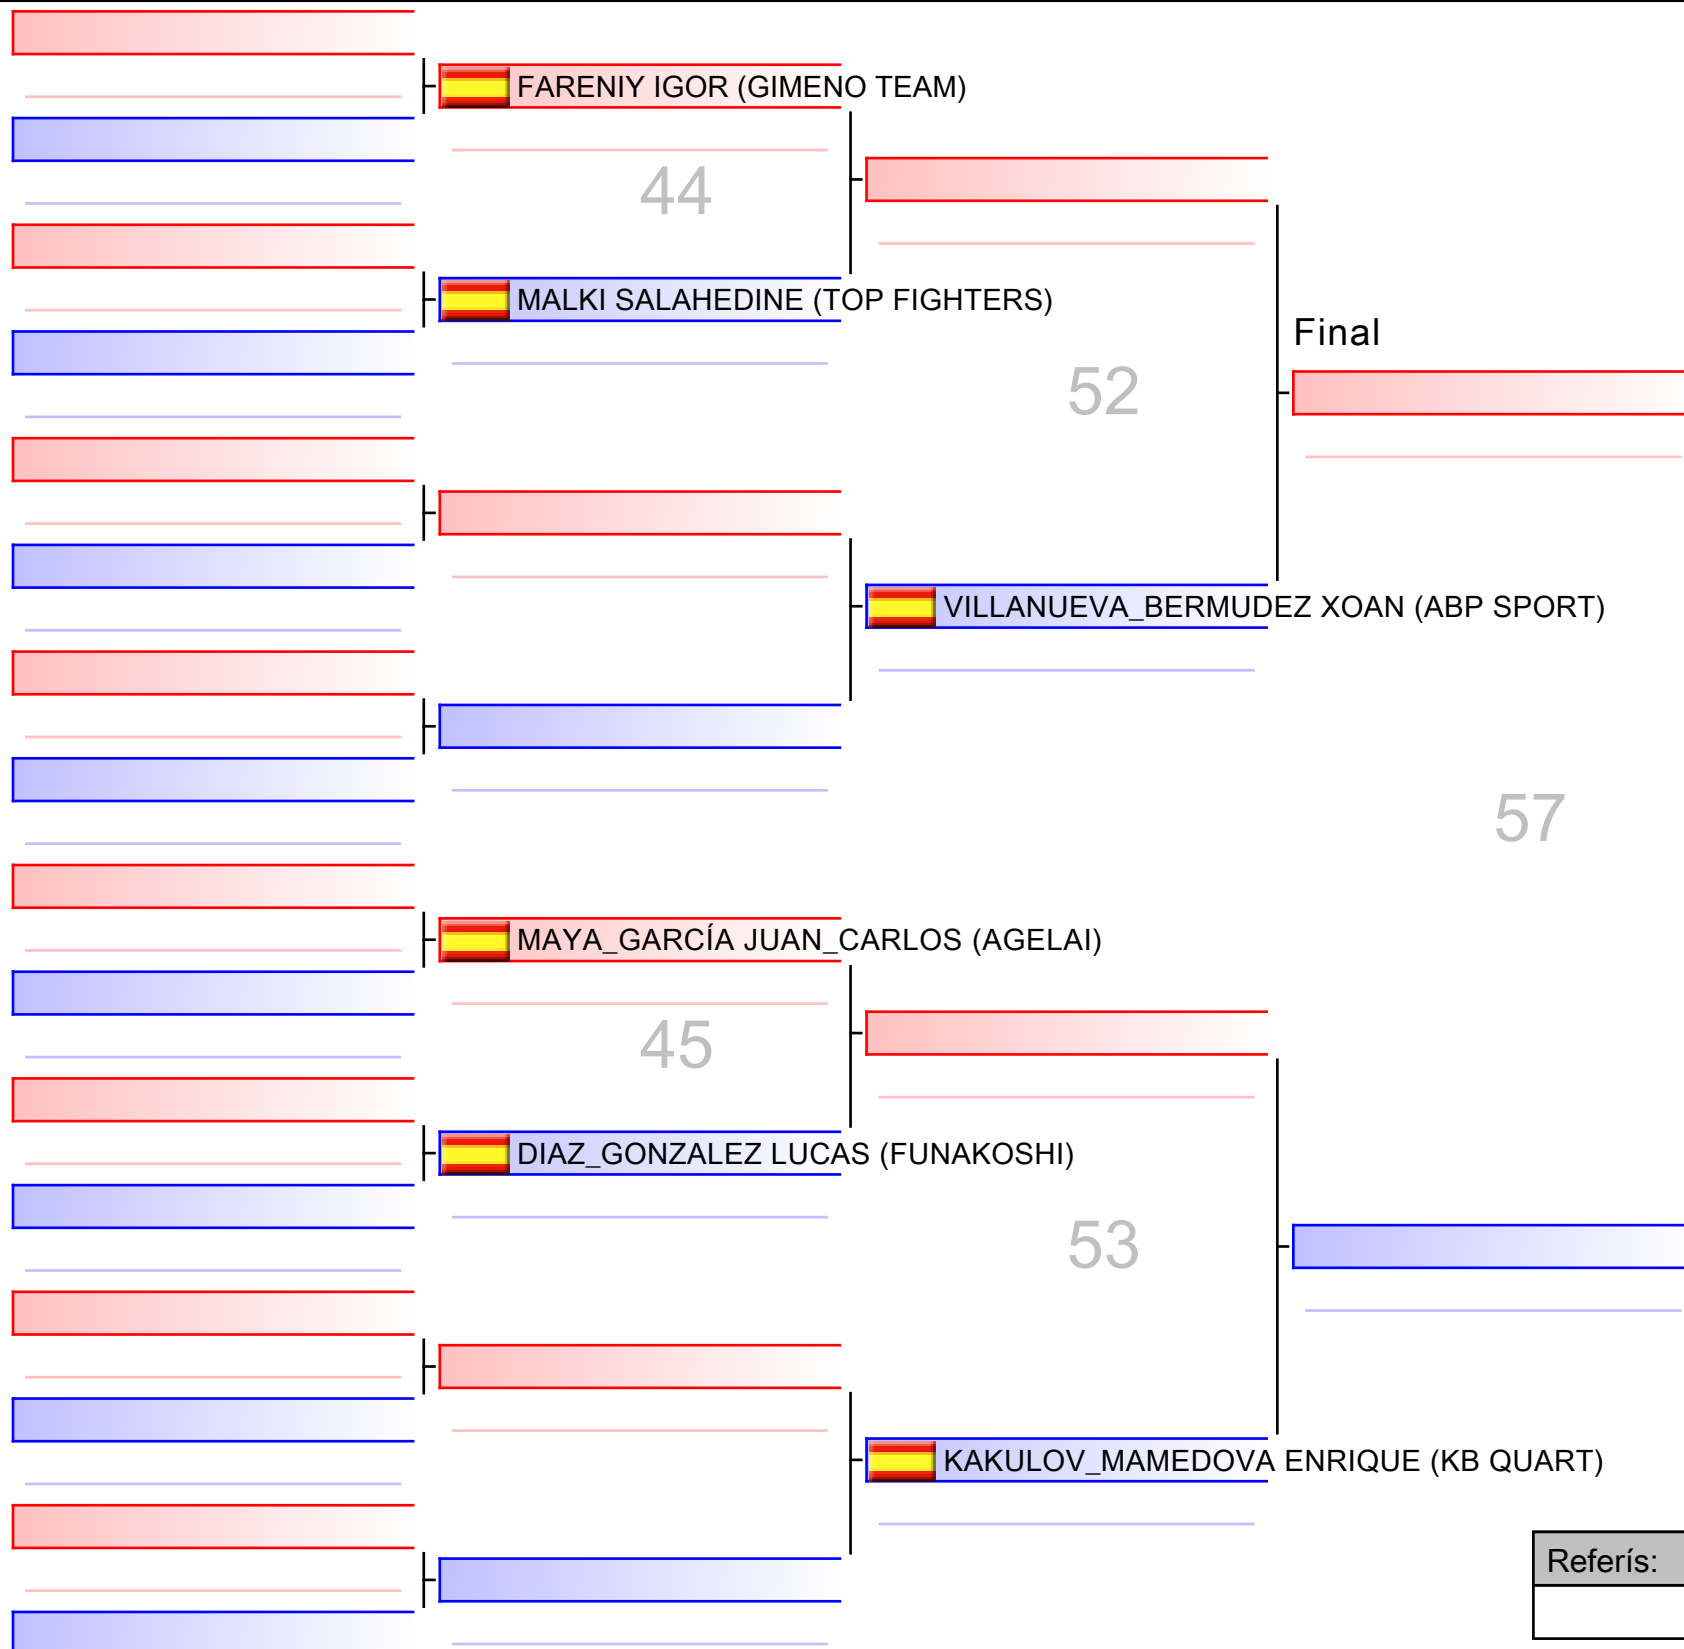 FARENIY IGOR (GIMENO TEAM)
44
MALKI SALAHEDINE (TOP FIGHTERS)
Final
52
VILLANUEVA_BERMUDEZ XOAN (ABP SPORT)
57
MAYA_GARCÍA JUAN_CARLOS (AGELAI)
45
DIAZ_GONZALEZ LUCAS (FUNAKOSHI)
53
KAKULOV_MAMEDOVA ENRIQUE (KB QUART)
Referís: